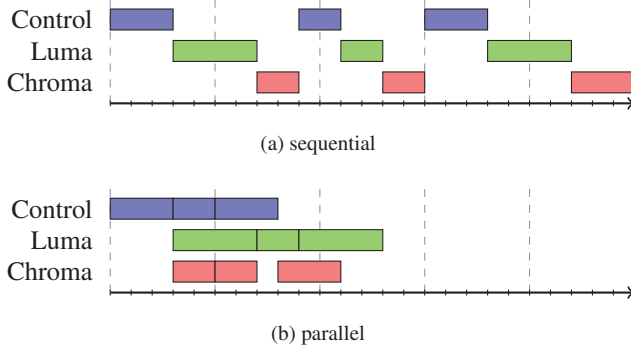 Control
Luma
Chroma
(a) sequential
Control
Luma
Chroma
(b) parallel